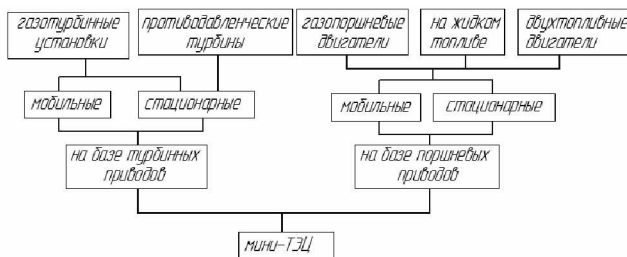 газотурбинные
установки
противодавленческие
турбины
газопоршневые
двигатели
на жидком
топливе
двухтопливные
двигатели
мобильные
стационарные
мобильные
стационарные
на базе турбинных
приводов
на базе поршневых
приводов
мини-ТЭЦ